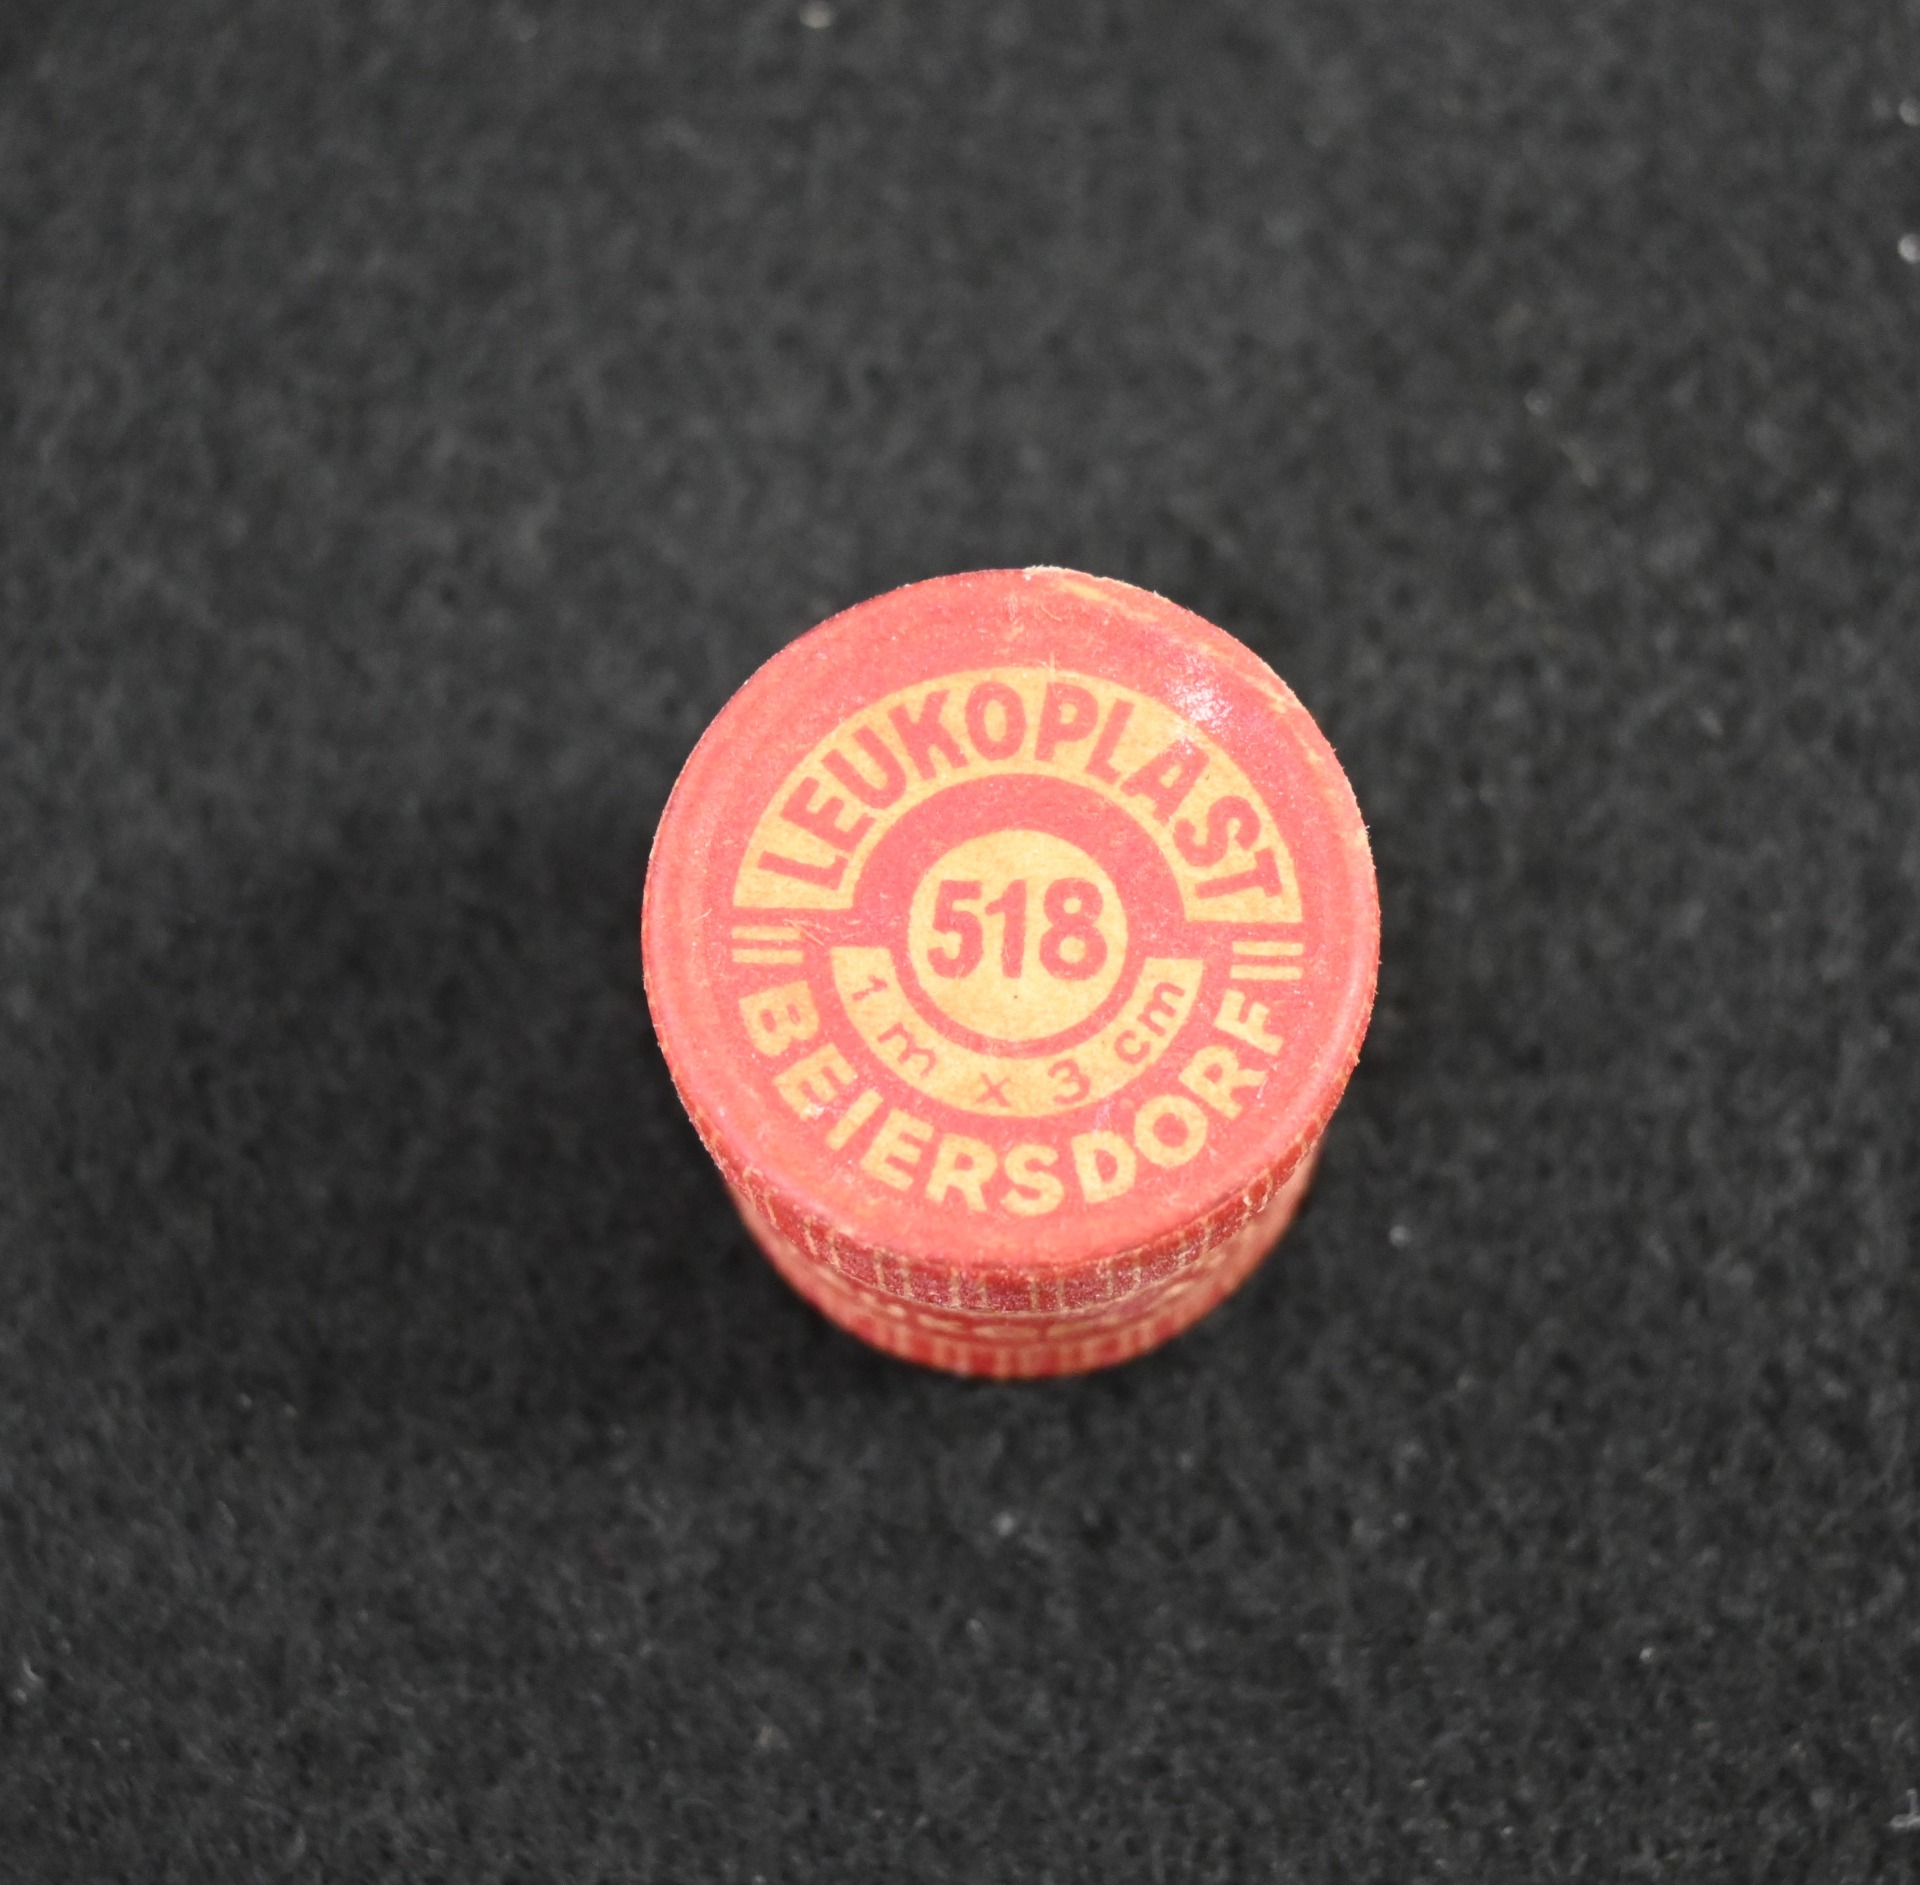 LEUKOPLAST
518
1 m x 3 cm
BEIERSDORF